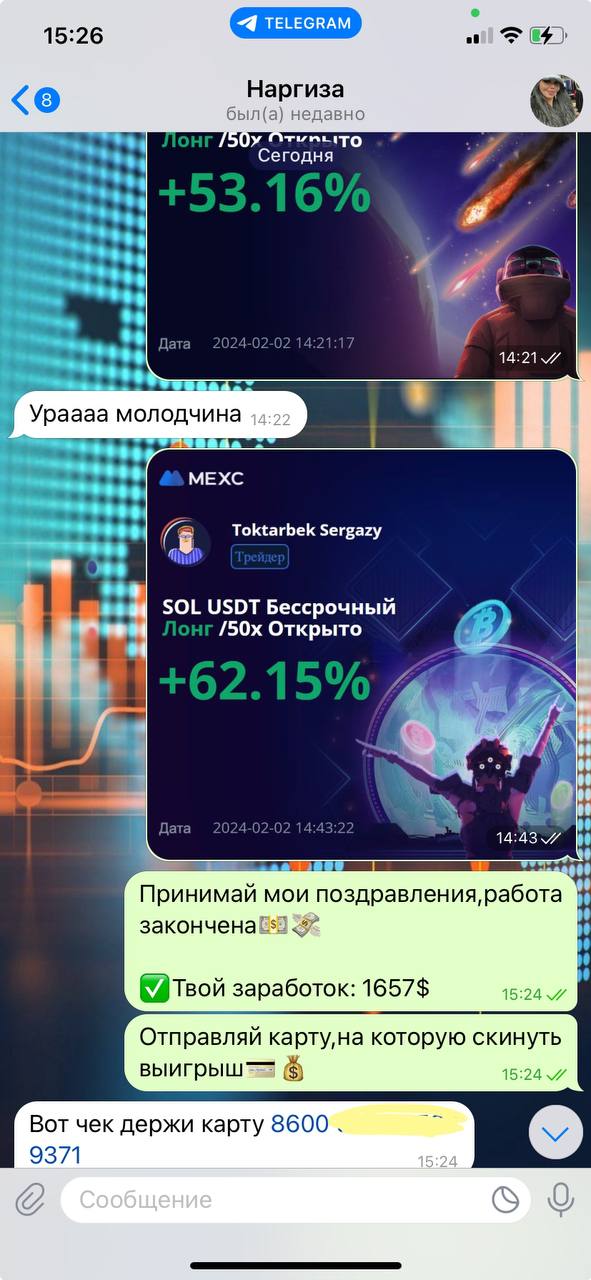 15:26
TELEGRAM
8
Наргиза
был(а) недавно
Лонг /50x Открыто
Сегодня
+53.16%
Дата 2024-02-02 14:21:17
14:21
Ураааа молодчина 14:22
MEXC
Toktarbek Sergazy
Трейдер
SOL USDT Бессрочный
Лонг /50x Открыто
+62.15%
Дата 2024-02-02 14:43:22
14:43
Принимай мои поздравления,работа
закончена
Твой заработок: 1657$
15:24
Отправляй карту,на которую скинуть
выигрыш
15:24
Вот чек держи карту 8600
9371
15:24
Сообщение